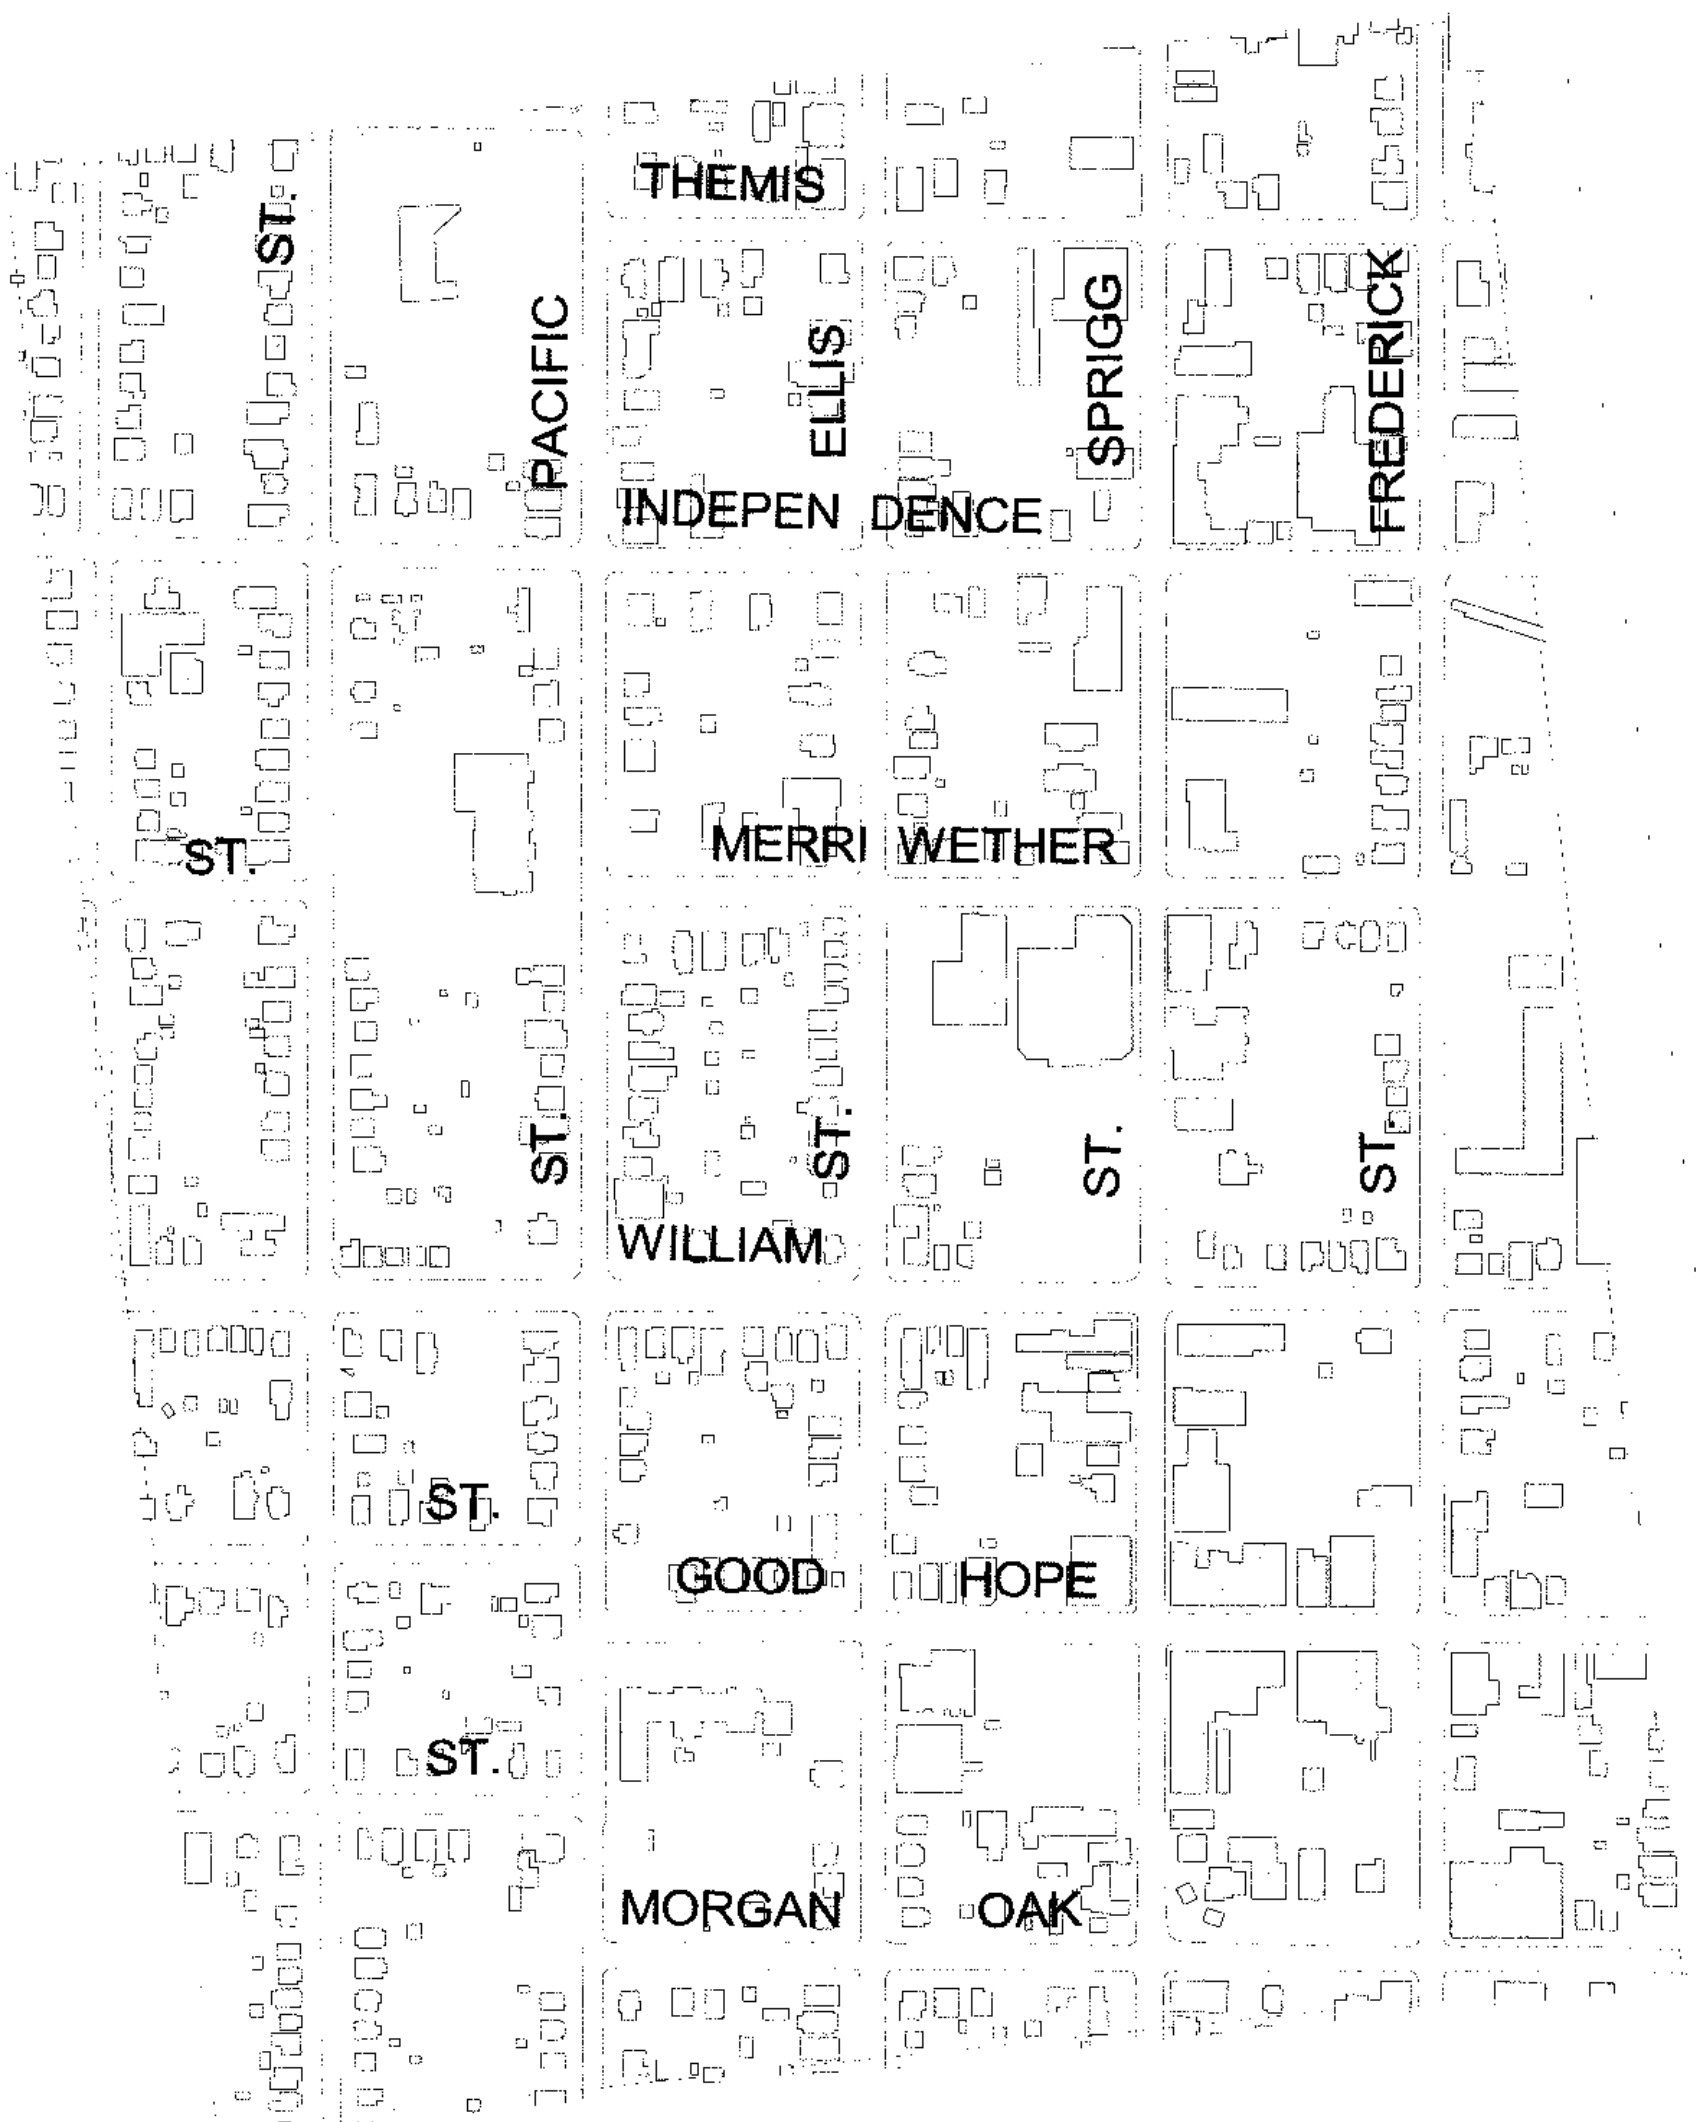 THEMIS
ST.
PACIFIC
ELLIS
SPRIGG
FREDERICK
INDEPEN DENCE
ST.
MERRI WETHER
ST.
ST.
ST.
ST.
WILLIAM
ST.
GOOD HOPE
ST.
MORGAN OAK